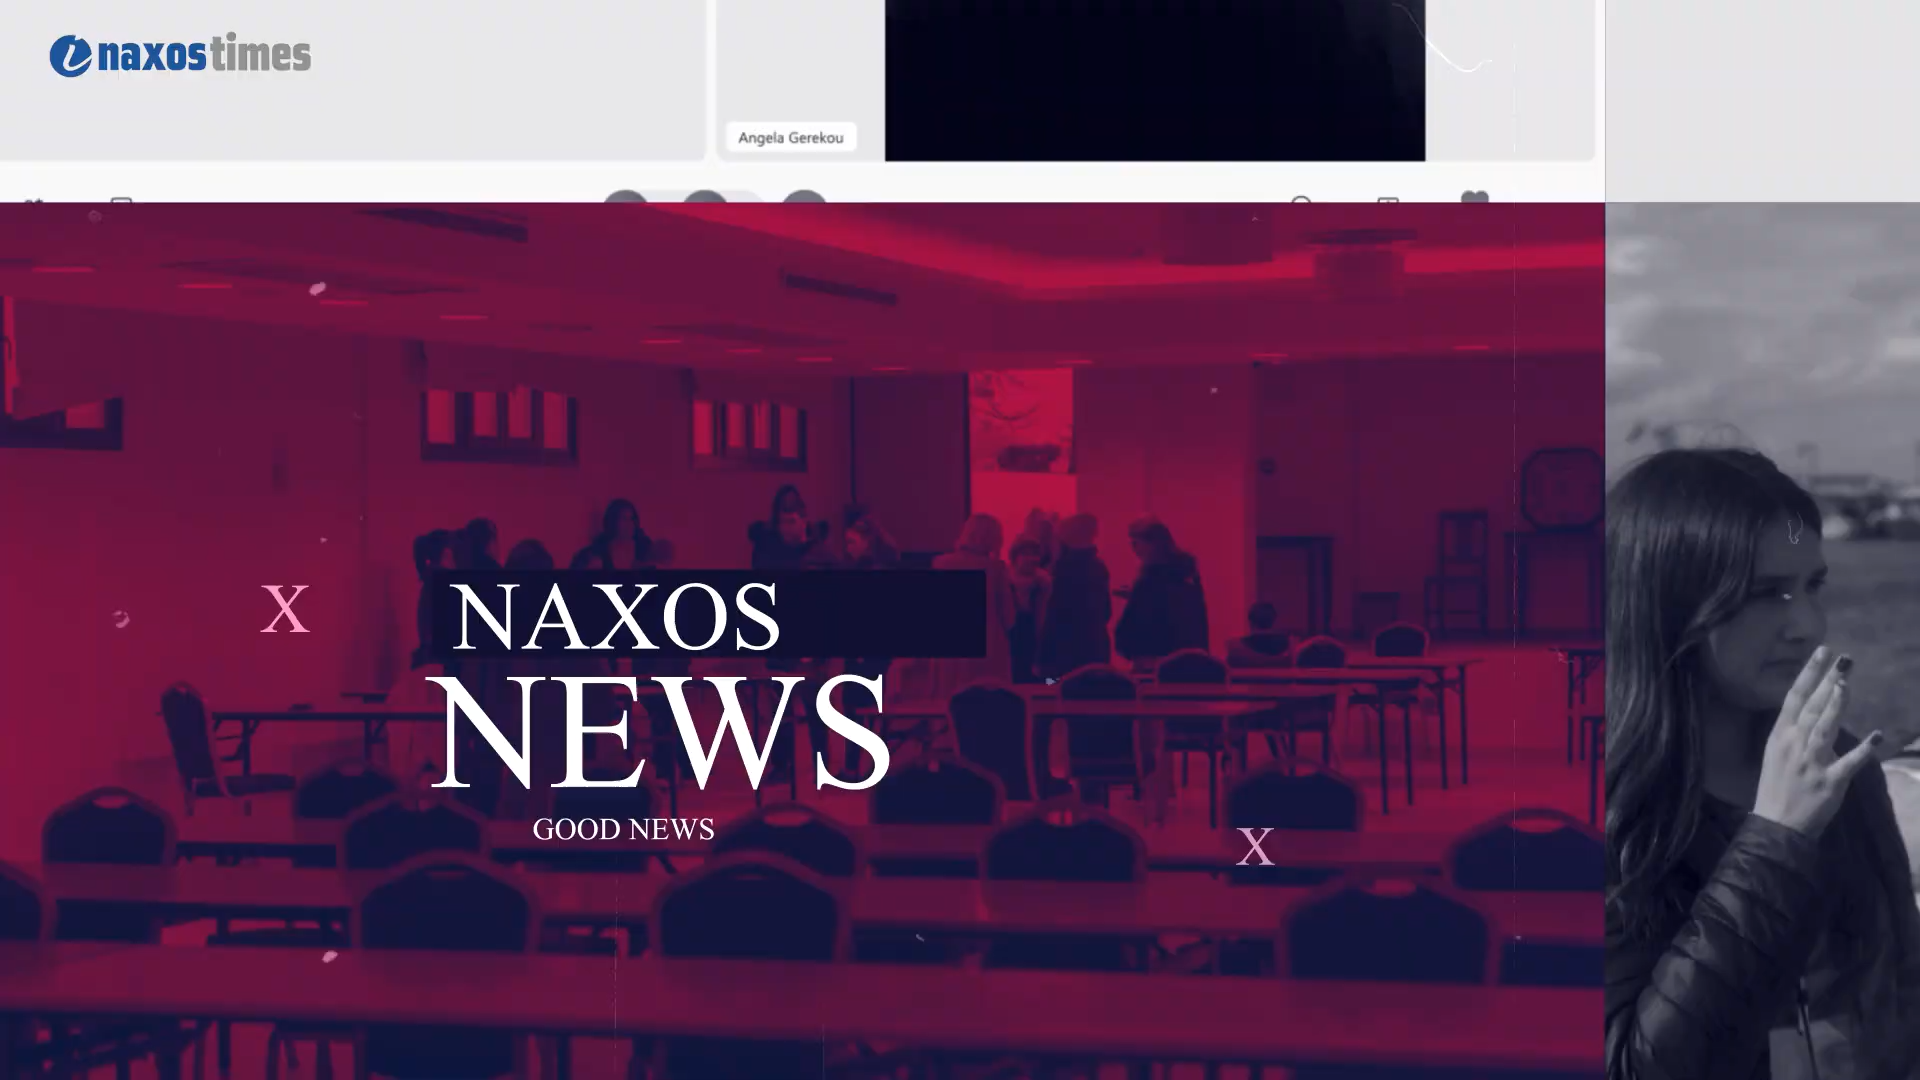 naxostimes
Angela Gerekou
X
NAXOS
NEWS
GOOD NEWS
X